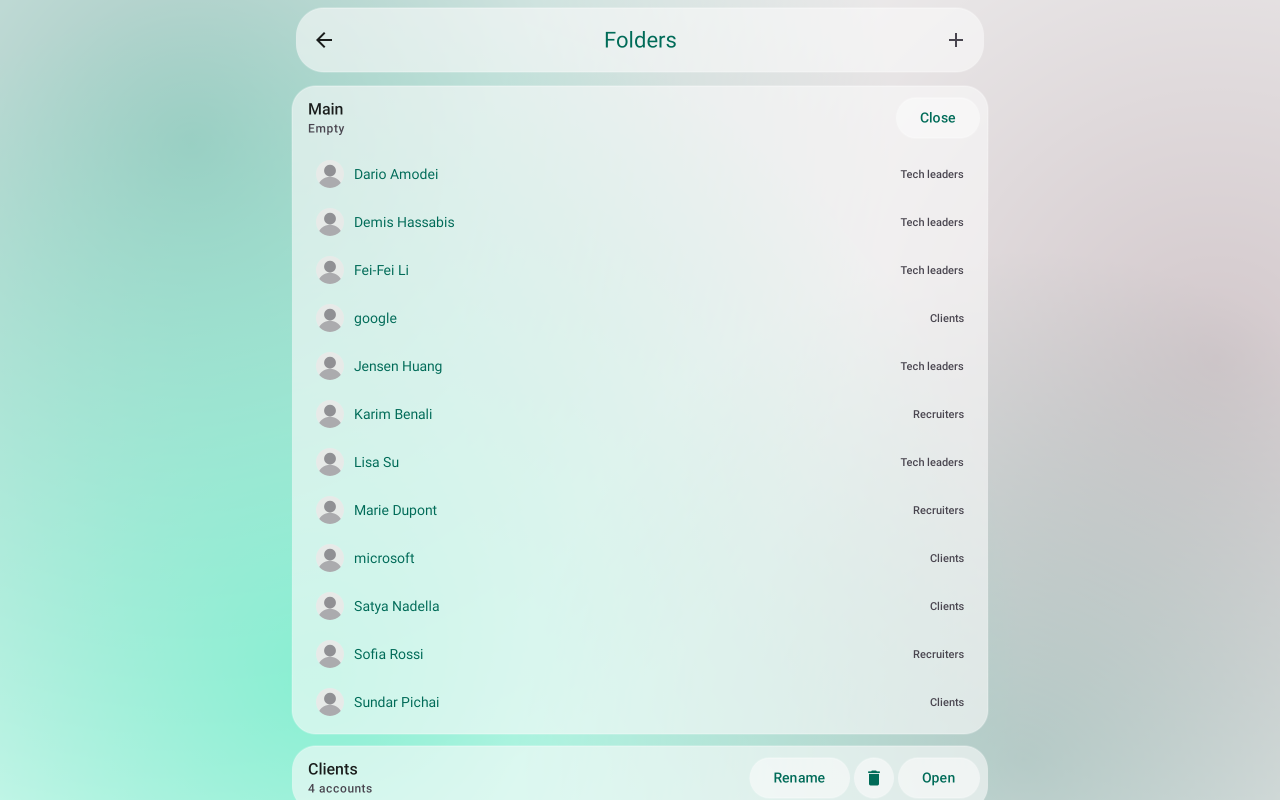 Folders
Main
Empty
Close
Dario Amodei
Tech leaders
Demis Hassabis
Tech leaders
Fei-Fei Li
Tech leaders
google
Clients
Jensen Huang
Tech leaders
Karim Benali
Recruiters
Lisa Su
Tech leaders
Marie Dupont
Recruiters
microsoft
Clients
Satya Nadella
Clients
Sofia Rossi
Recruiters
Sundar Pichai
Clients
Clients
4 accounts
Rename
Open